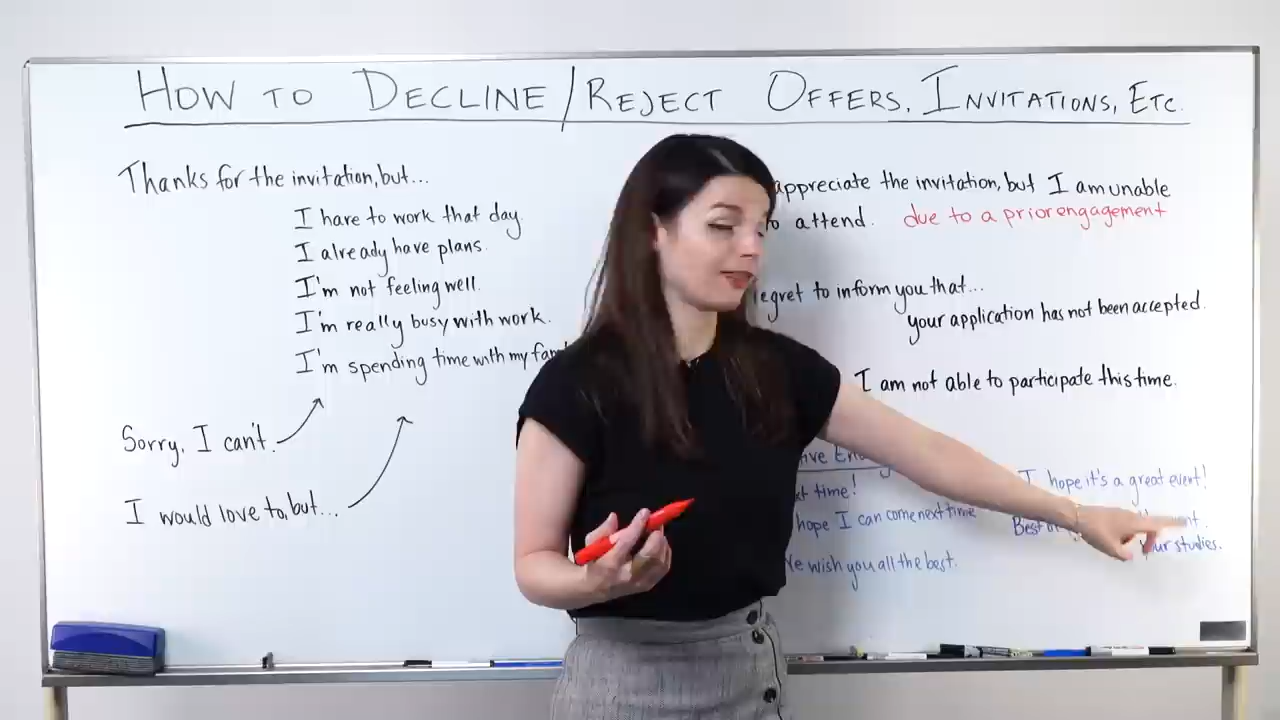 HOW TO DECLINE/REJECT OFFERS, INVITATIONS, ETC.
Thanks for the invitation, but...
I have to work that day
I already have plans.
I'm not feeling well.
I'm really busy with work.
I'm spending time with my
Sorry, I can't.
I would love to, but...
appreciate the invitation, but I am unable
to attend. due to a prior engagement
to inform you that...
your application has not been accepted.
I am not able to participate this time.
time!
hope I can come next time
wish you all the best.
I hope it's a great event!
Best
studies.